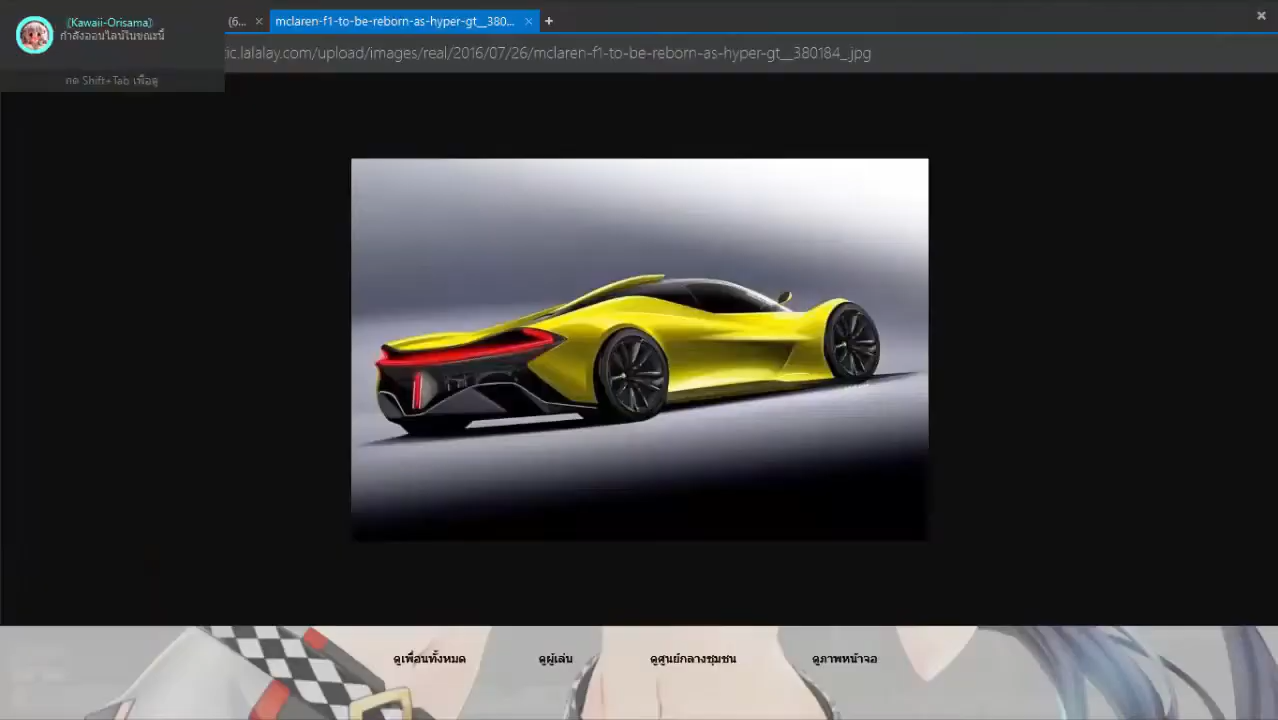 (Kawaii-Orisama)
กำลังออนไลน์ในขณะนี้
กด Shift+Tab เพื่อดู
(6...
mclaren-f1-to-be-reborn-as-hyper-gt__380...
tic.lalalay.com/upload/images/real/2016/07/26/mclaren-f1-to-be-reborn-as-hyper-gt__380184_.jpg
ดูเพื่อนทั้งหมด
ดูผู้เล่น
ดูศูนย์กลางชุมชน
ดูภาพหน้าจอ